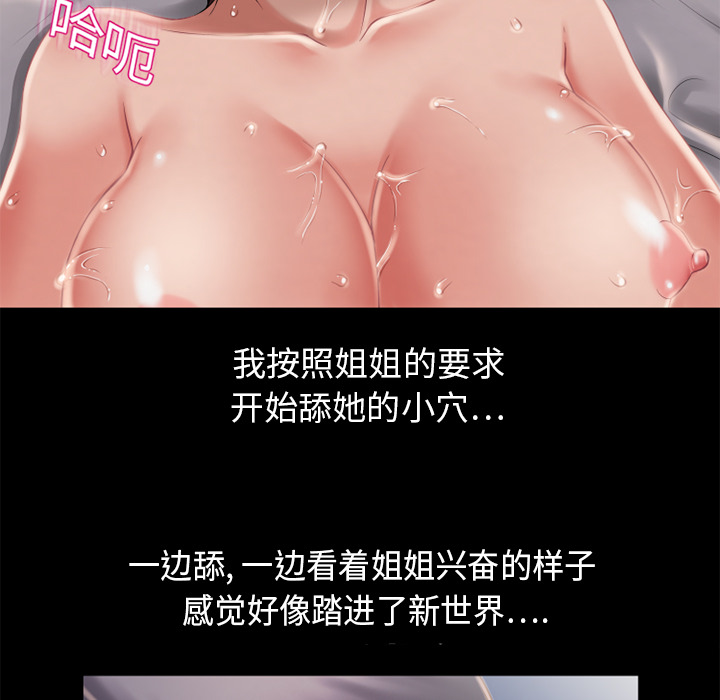 哈呃
我按照姐姐的要求
开始舔她的小穴...
一边舔, 一边看着姐姐兴奋的样子
感觉好像踏进了新世界....